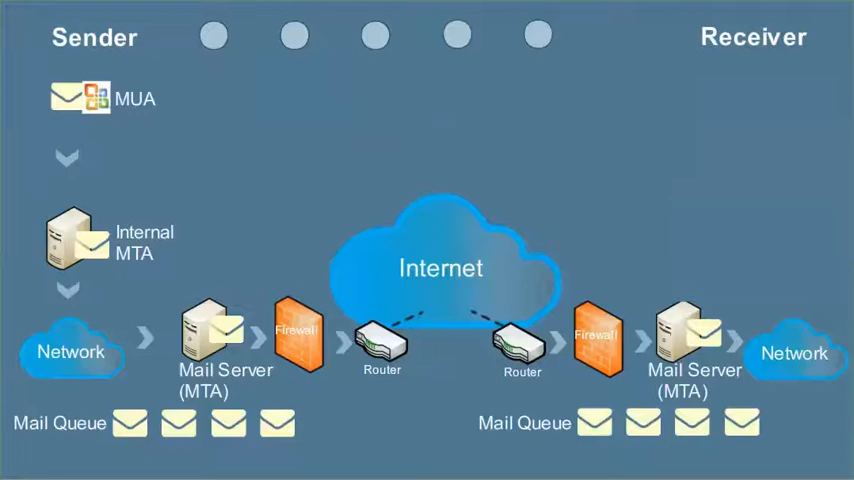 Sender
Receiver
MUA
Internal
MTA
Internet
Network
Firewall
Firewall
Network
Mail Server
(MTA)
Router
Router
Mail Server
(MTA)
Mail Queue
Mail Queue